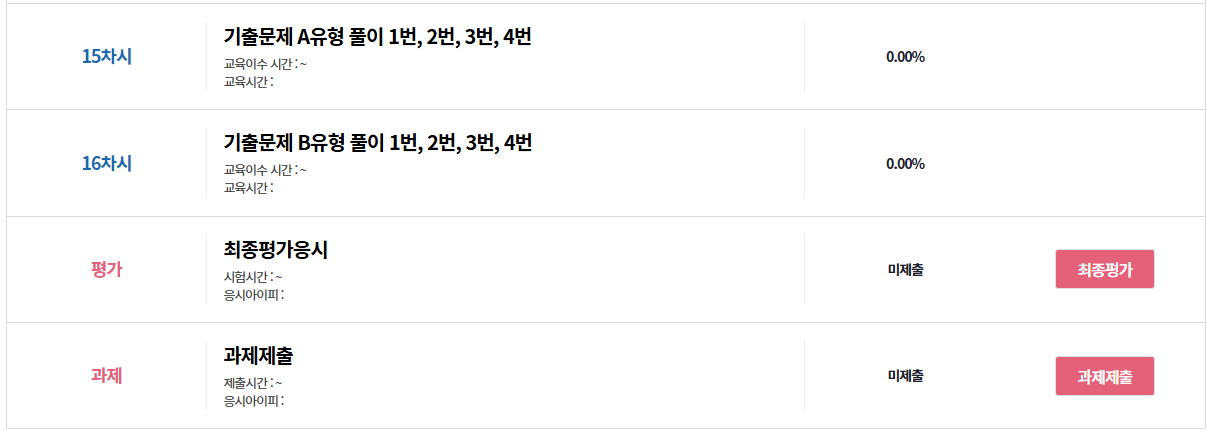 15차시
기출문제 A유형 풀이 1번, 2번, 3번, 4번
교육이수 시간 : ~
교육시간 :
0.00%
16차시
기출문제 B유형 풀이 1번, 2번, 3번, 4번
교육이수 시간 : ~
교육시간 :
0.00%
평가
최종평가응시
시험시간 : ~
응시아이피 :
미제출
최종평가
과제
과제제출
제출시간 : ~
응시아이피 :
미제출
과제제출